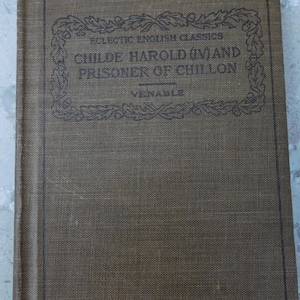 ECLECTIC ENGLISH CLASSICS
CHILDE HAROLD (IV) AND
PRISONER OF CHILLON
VENABLE